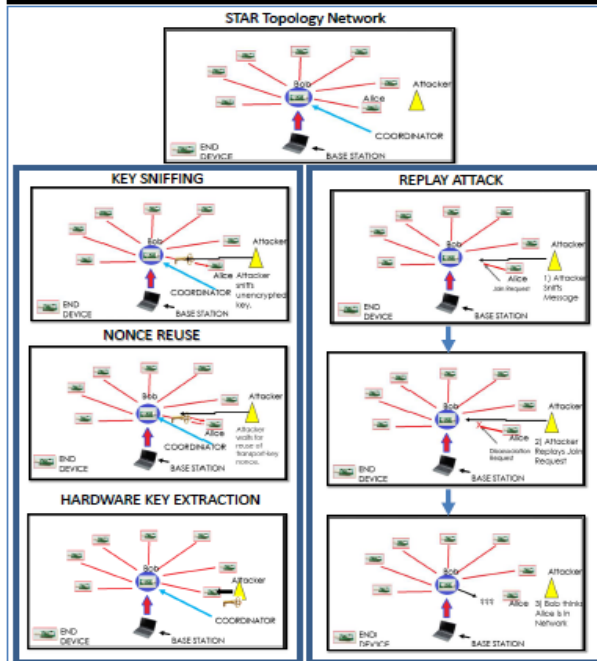 STAR Topology Network
Bob
Attacker
Alice
COORDINATOR
END
DEVICE
BASE STATION
KEY SNIFFING
Attacker
Bob
Alice
Attacker
sniffs
unencrypted
key.
COORDINATOR
END
DEVICE
BASE STATION
NONCE REUSE
Attacker
Bob
Alice
Attacker
waits for
reuse of
transport-key
nonce.
COORDINATOR
END
DEVICE
BASE STATION
HARDWARE KEY EXTRACTION
Bob
Attacker
COORDINATOR
END
DEVICE
BASE STATION
REPLAY ATTACK
Attacker
Bob
Alice
Join Request
1) Attacker
Sniffs
Message
END
DEVICE
BASE STATION
Attacker
Bob
Alice
Disassociation
Request
2) Attacker
Replays Join
Request
END
DEVICE
BASE STATION
Attacker
Bob
???
Alice
3) Bob thinks
Alice is in
Network
END
DEVICE
BASE STATION